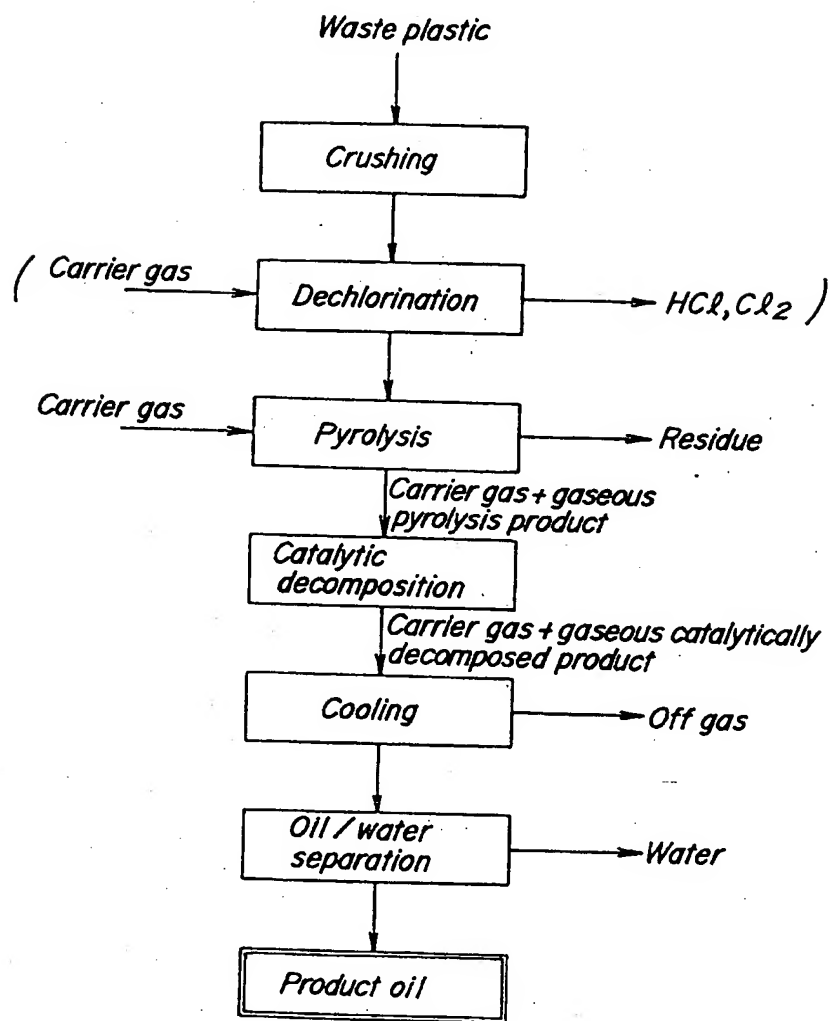 Waste plastic
Crushing
( Carrier gas
Dechlorination
HCl, Cl2 )
Carrier gas
Pyrolysis
Residue
Carrier gas + gaseous
pyrolysis product
Catalytic
decomposition
Carrier gas + gaseous catalytically
decomposed product
Cooling
Off gas
Oil / water
separation
Water
Product oil